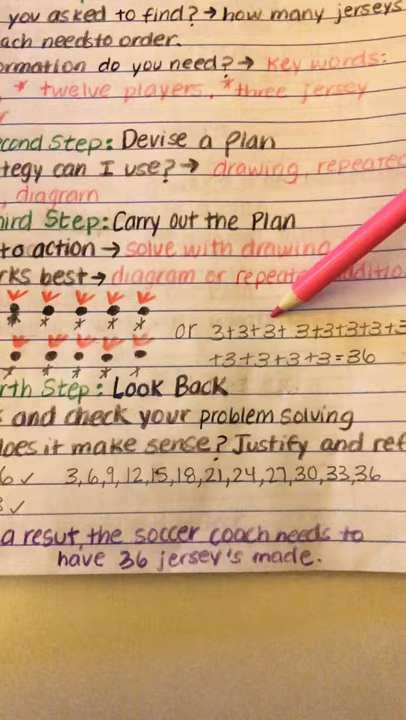 you asked to find? → how many jerseys
ach needs to order.
ormation do you need? → key words:
* twelve players, * three jersey
r
econd Step: Devise a Plan
tegy can I use? → drawing, repeated
, diagram
hird Step: Carry out the Plan
to action → solve with drawing
rks best → diagram or repeat
or 3+3+3+ 3+3+3+3+3
+3+3+3+3=36
rth Step: Look Back
and check your problem solving
oes it make sense? Justify and ref
6 ✓ 3,6,9,12,15,18,21,24,27,30,33,36
3 ✓
a resut, the soccer coach needs to
have 36 jersey's made.